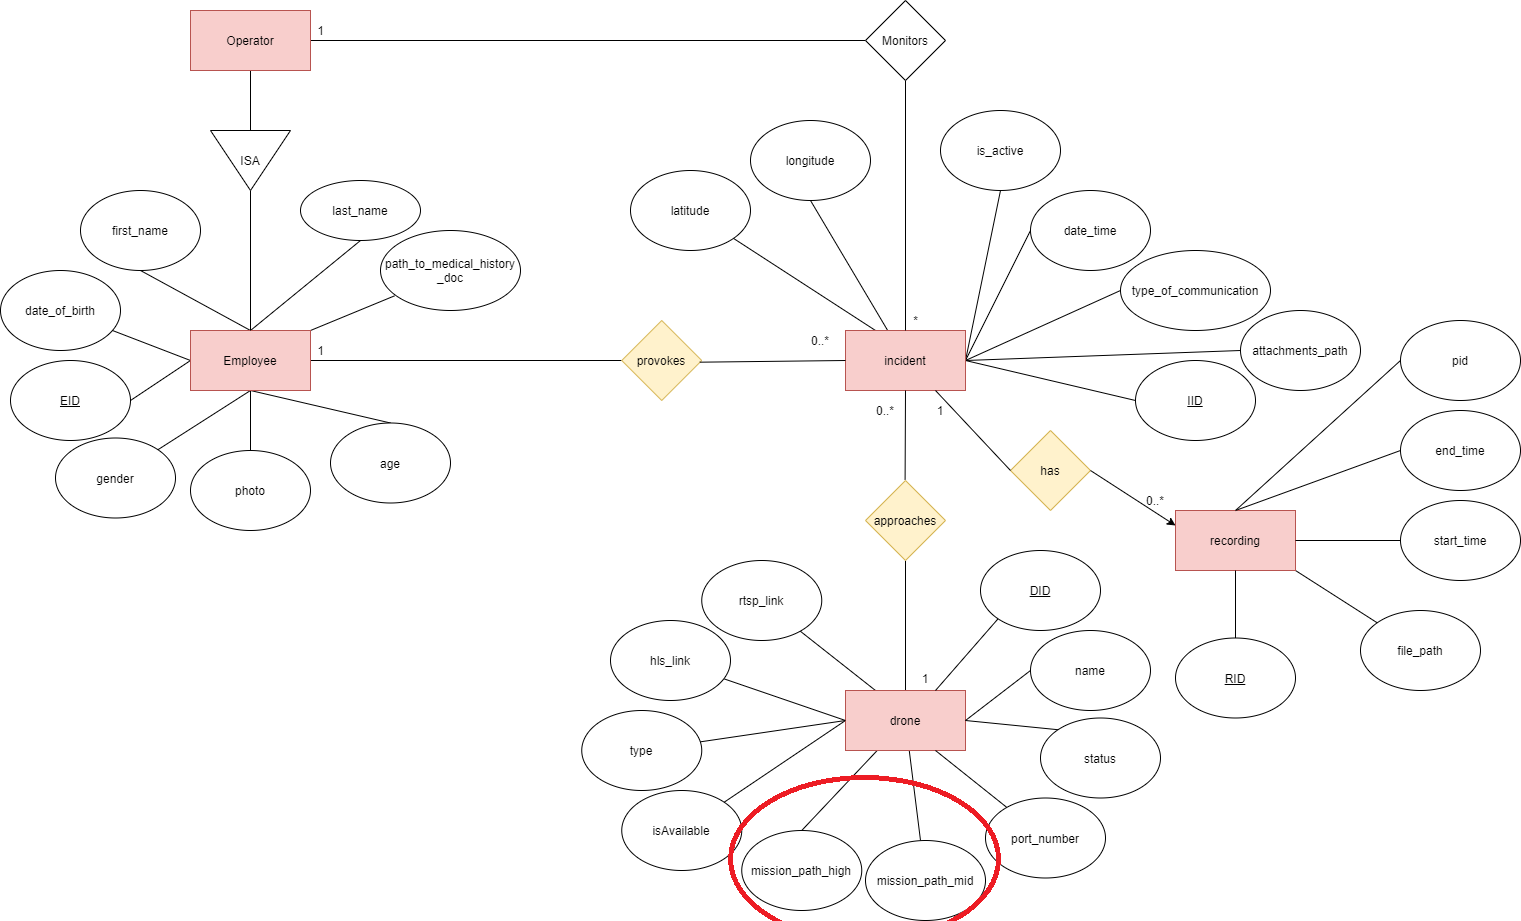 Operator
1
Monitors
ISA
first_name
last_name
path_to_medical_history
_doc
date_of_birth
Employee
1
EID
gender
photo
age
provokes
0..*
latitude
longitude
is_active
date_time
type_of_communication
attachments_path
IID
*
incident
0..*
1
has
0..*
pid
end_time
start_time
recording
file_path
RID
approaches
1
rtsp_link
DID
hls_link
name
type
drone
status
isAvailable
port_number
mission_path_high
mission_path_mid